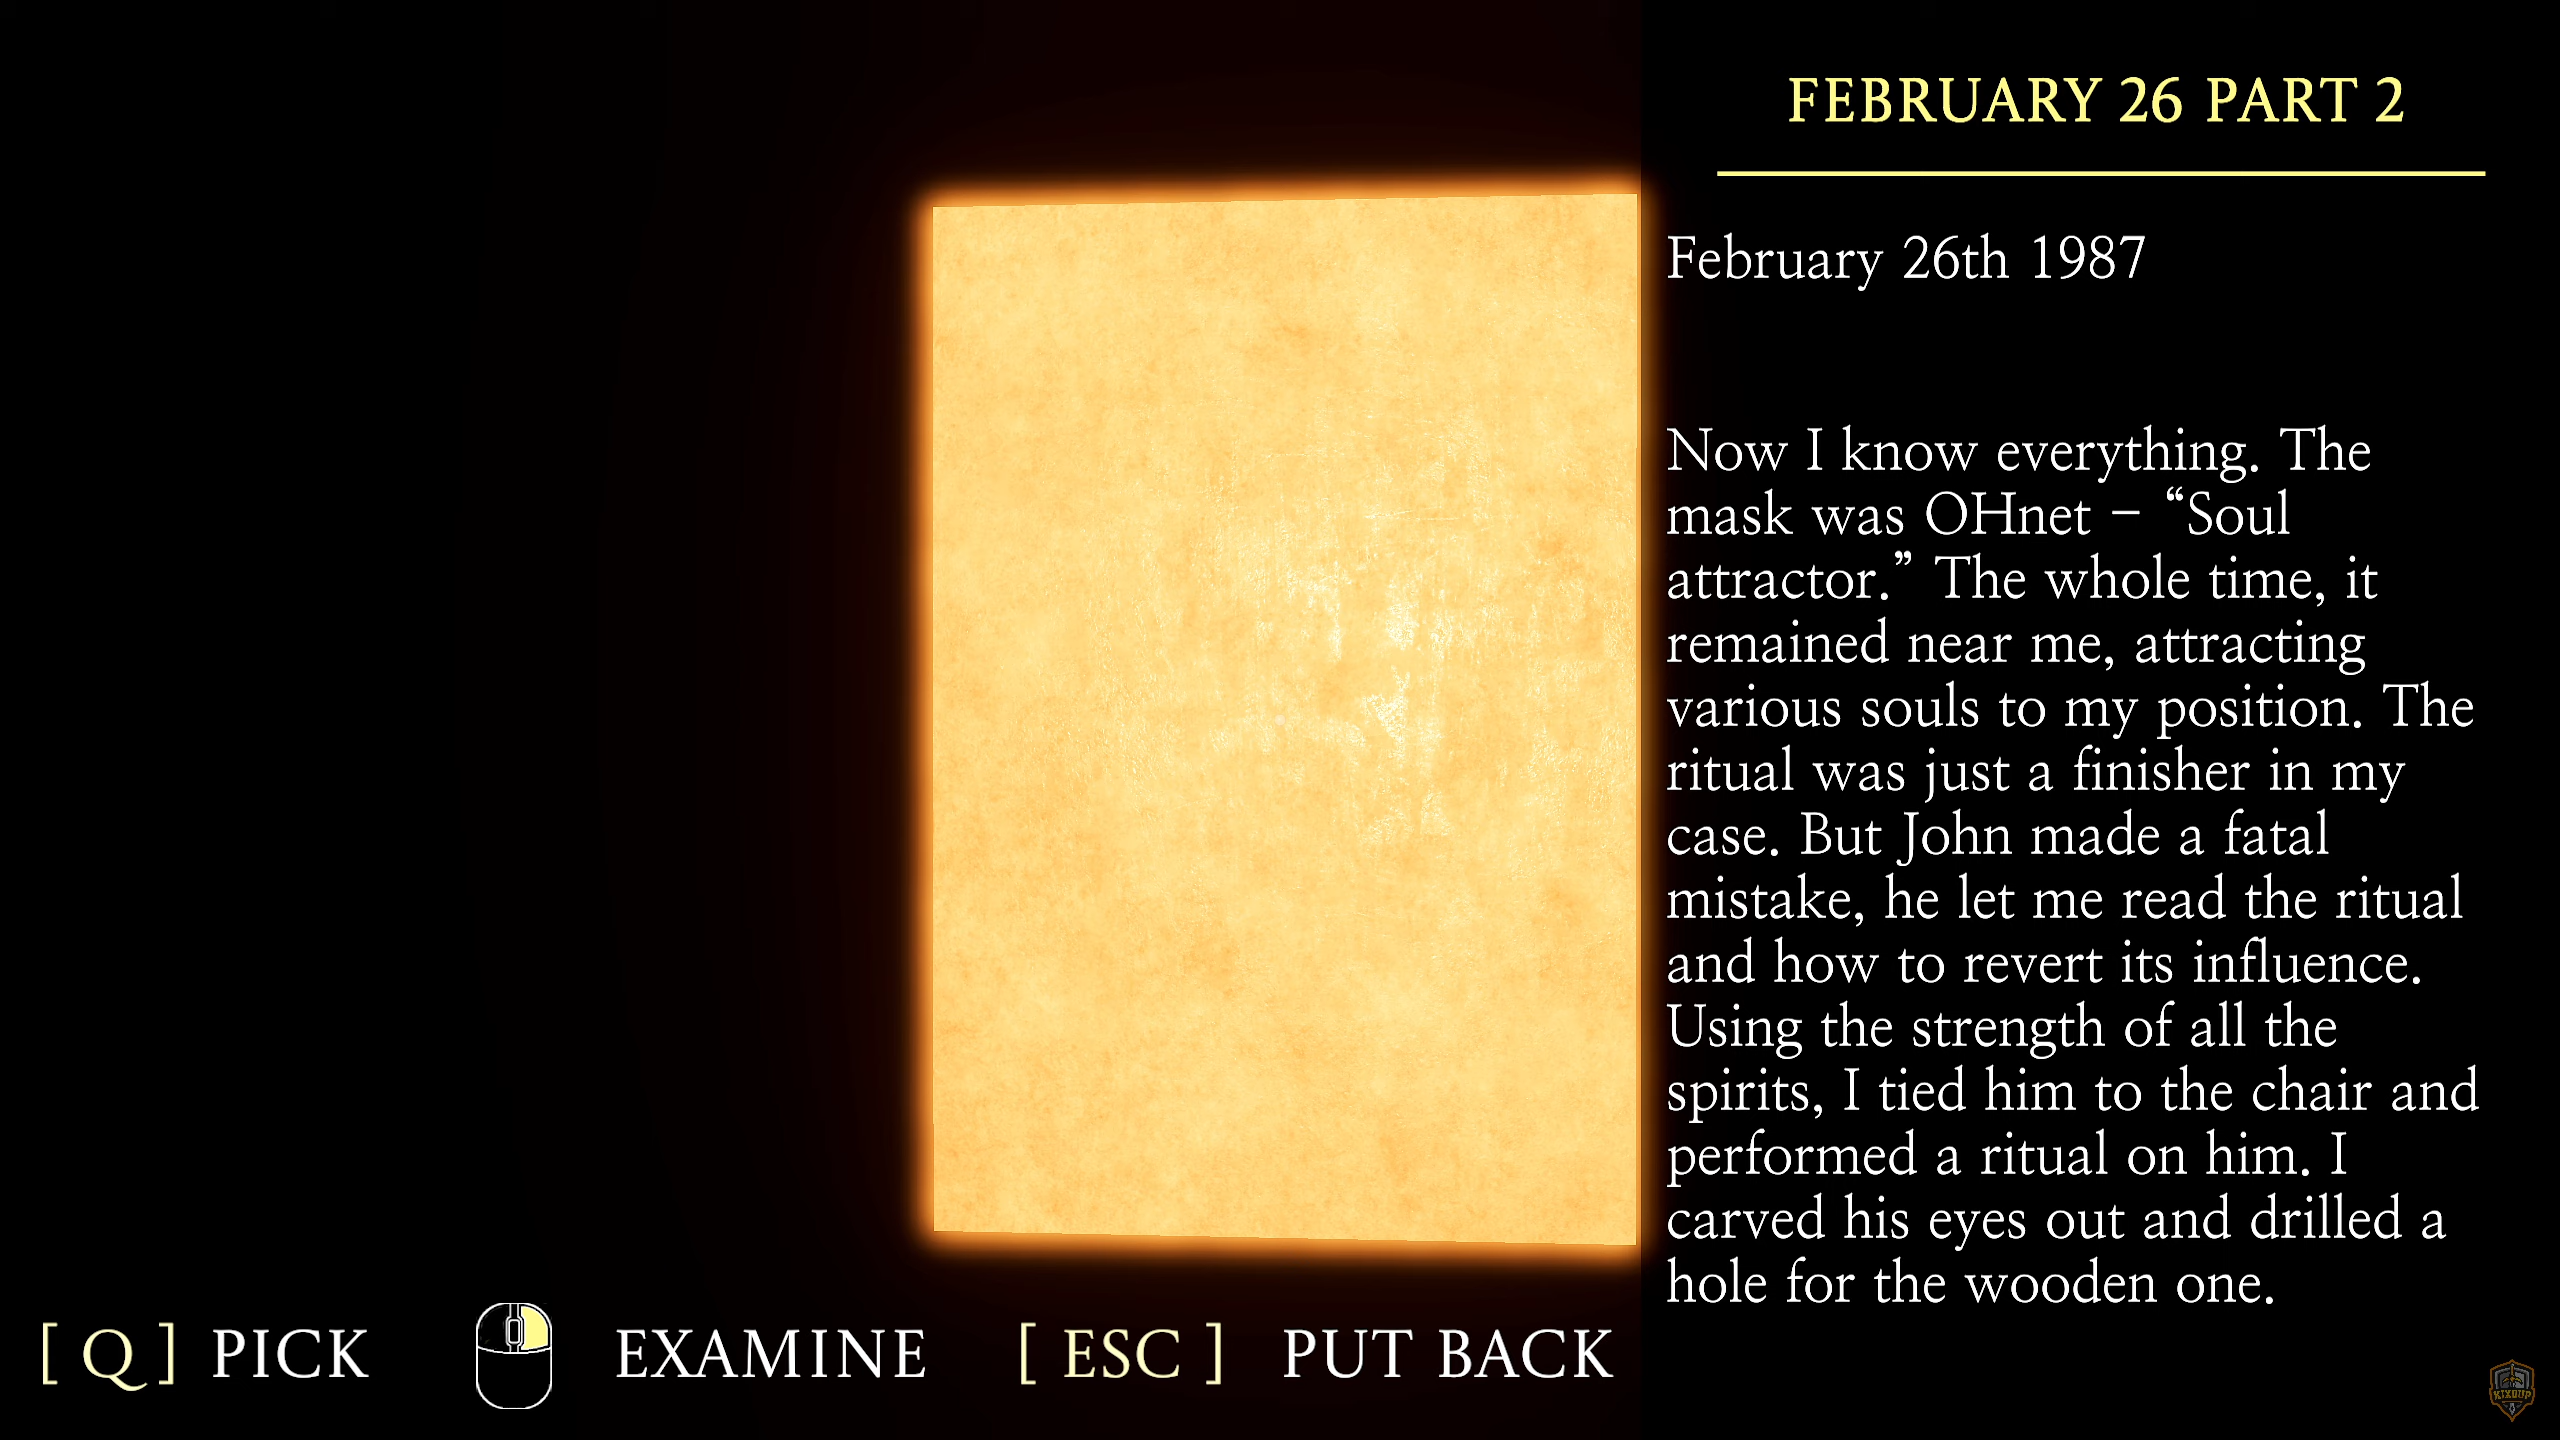 FEBRUARY 26 PART 2
February 26th 1987
Now I know everything. The
mask was OHnet – “Soul
attractor.” The whole time, it
remained near me, attracting
various souls to my position. The
ritual was just a finisher in my
case. But John made a fatal
mistake, he let me read the ritual
and how to revert its influence.
Using the strength of all the
spirits, I tied him to the chair and
performed a ritual on him. I
carved his eyes out and drilled a
hole for the wooden one.
[ Q ] PICK EXAMINE [ ESC ] PUT BACK